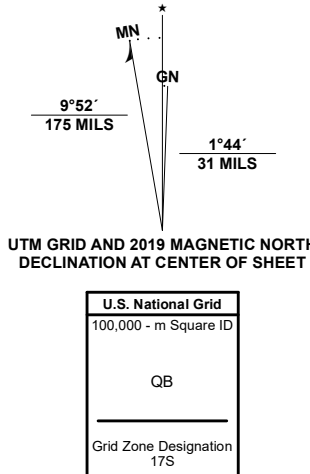 ★
MN
GN
9°52´
175 MILS
1°44´
31 MILS
UTM GRID AND 2019 MAGNETIC NORTH
DECLINATION AT CENTER OF SHEET
U.S. National Grid
100,000 - m Square ID
QB
Grid Zone Designation
17S